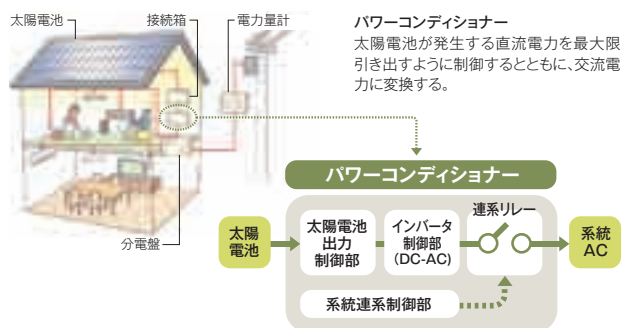 太陽電池
接続箱
電力量計
パワーコンディショナー
太陽電池が発生する直流電力を最大限
引き出すように制御するとともに、交流電
力に変換する。
分電盤
パワーコンディショナー
太陽
電池
太陽電池
出力
制御部
インバータ
制御部
(DC-AC)
連系リレー
系統
AC
系統連系制御部